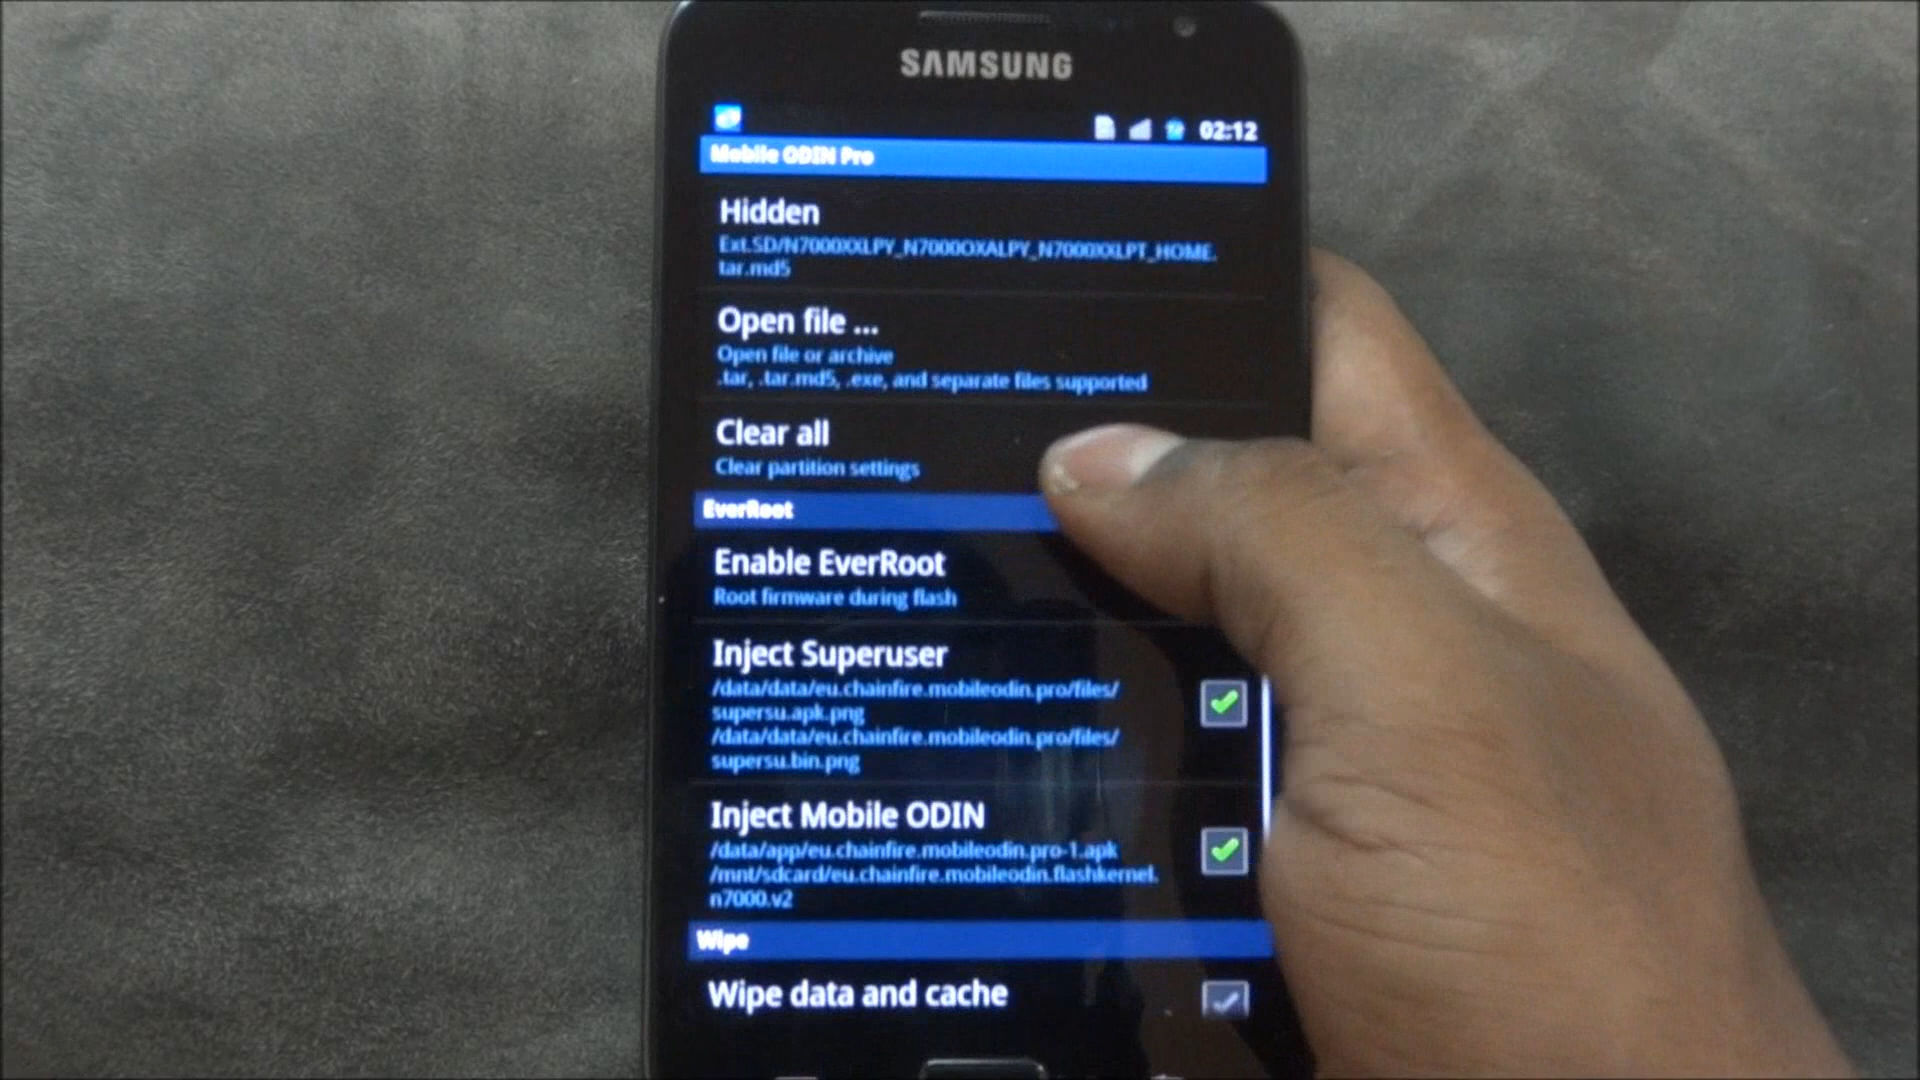 SAMSUNG
02:12
Mobile ODIN Pro
Hidden
Ext.SD/N7000XXLPY_N7000OXALPY_N7000XXLPT_HOME.
tar.md5
Open file ...
Open file or archive
.tar, .tar.md5, .exe, and separate files supported
Clear all
Clear partition settings
EverRoot
Enable EverRoot
Root firmware during flash
Inject Superuser
/data/data/eu.chainfire.mobileodin.pro/files/
supersu.apk.png
/data/data/eu.chainfire.mobileodin.pro/files/
supersu.bin.png
Inject Mobile ODIN
/data/app/eu.chainfire.mobileodin.pro-1.apk
/mnt/sdcard/eu.chainfire.mobileodin.flashkernel.
n7000.v2
Wipe
Wipe data and cache